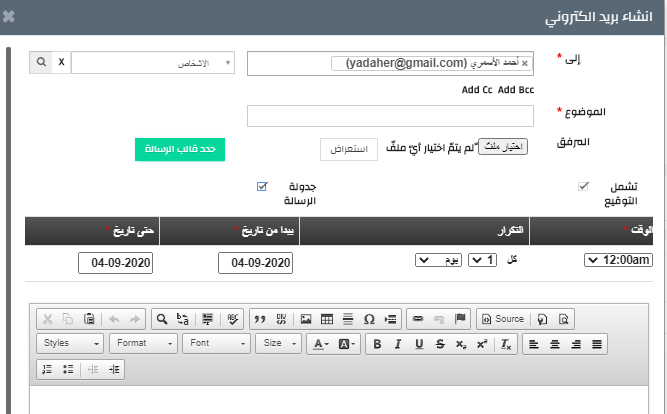 انشاء بريد الكتروني
إلى *
أحمد الأسمري (yadaher@gmail.com)
الاشخاص
X
Add Cc Add Bcc
الموضوع *
المرفق
اختيار ملف
لم يتمّ اختيار أيّ ملفّ
استعراض
حدد قالب الرسالة
تشمل التوقيع
جدولة الرسالة
الوقت * التكرار يبدا من تاريخ * حتى تاريخ *
12:00am كل 1 يوم 04-09-2020 04-09-2020
Source
Styles Format Font Size